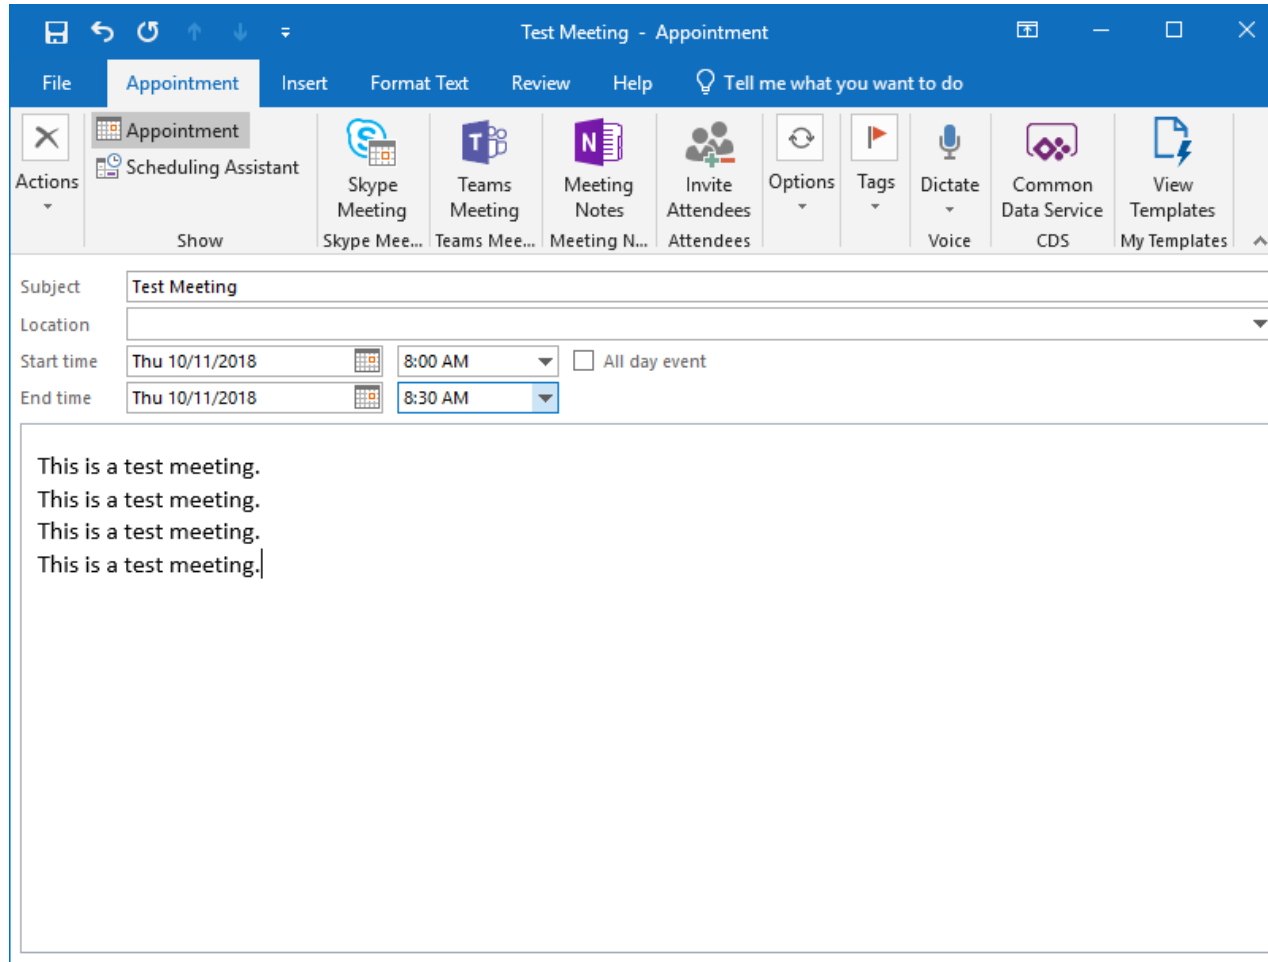 Test Meeting - Appointment
File Appointment Insert Format Text Review Help Tell me what you want to do
Actions
Appointment
Scheduling Assistant
Show
Skype
Meeting
Skype Mee...
Teams
Meeting
Teams Mee...
Meeting
Notes
Meeting N...
Invite
Attendees
Attendees
Options
Tags
Dictate
Voice
Common
Data Service
CDS
View
Templates
My Templates
Subject Test Meeting
Location
Start time Thu 10/11/2018 8:00 AM All day event
End time Thu 10/11/2018 8:30 AM
This is a test meeting.
This is a test meeting.
This is a test meeting.
This is a test meeting.